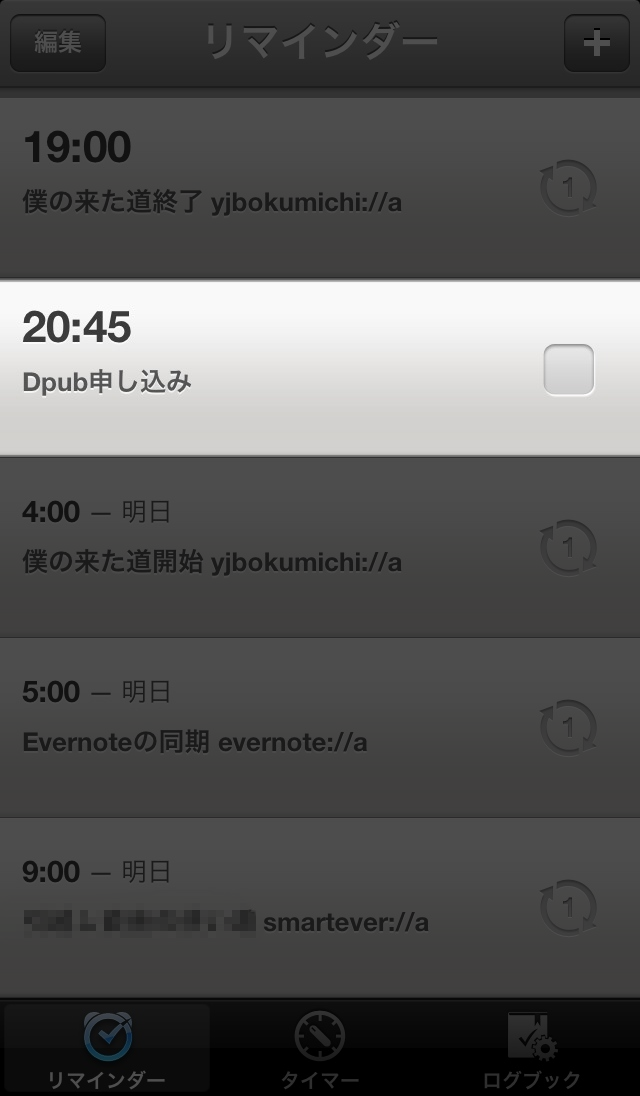 編集
リマインダー
19:00
僕の来た道終了 yjbokumichi://a
1
20:45
Dpub申し込み
4:00 — 明日
僕の来た道開始 yjbokumichi://a
1
5:00 — 明日
Evernoteの同期 evernote://a
1
9:00 — 明日
smartever://a
1
リマインダー
タイマー
ログブック